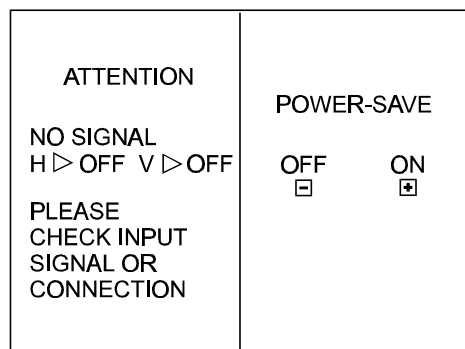 ATTENTION
NO SIGNAL
H ▷ OFF V ▷ OFF
PLEASE
CHECK INPUT
SIGNAL OR
CONNECTION
POWER-SAVE
OFF ON
⊟ ⊞